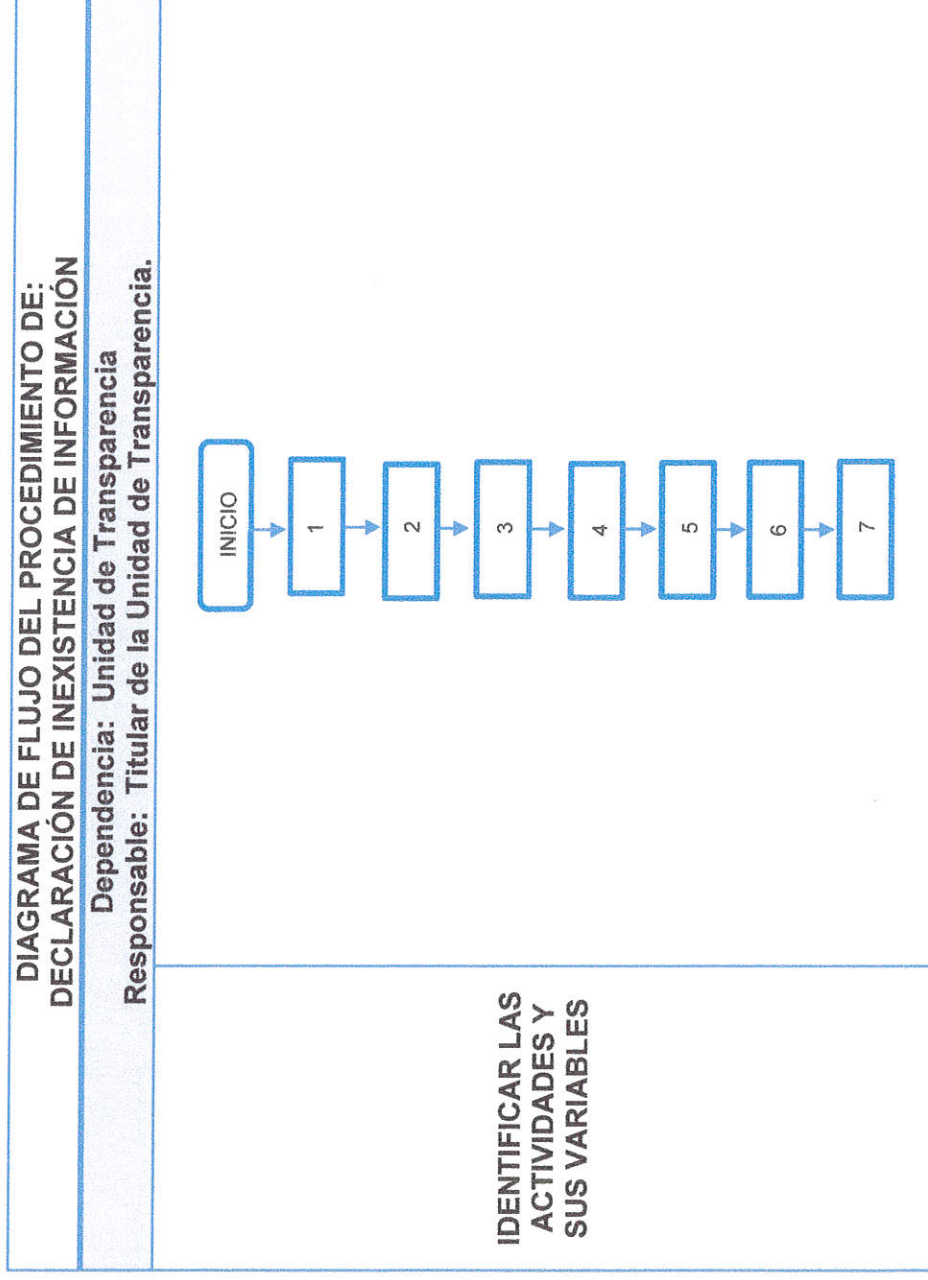 DIAGRAMA DE FLUJO DEL PROCEDIMIENTO DE:
DECLARACIÓN DE INEXISTENCIA DE INFORMACIÓN
Dependencia: Unidad de Transparencia
Responsable: Titular de la Unidad de Transparencia.
IDENTIFICAR LAS
ACTIVIDADES Y
SUS VARIABLES
INICIO
1
2
3
4
5
6
7